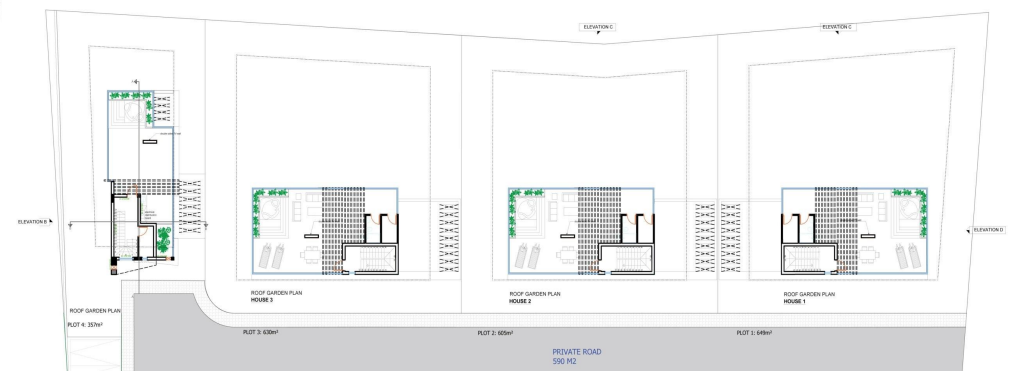 ELEVATION C
ELEVATION C
ELEVATION B
ELEVATION D
ROOF GARDEN PLAN
HOUSE 3
ROOF GARDEN PLAN
HOUSE 2
ROOF GARDEN PLAN
HOUSE 1
ROOF GARDEN PLAN
PLOT 4: 357m²
PLOT 3: 630m²
PLOT 2: 605m²
PLOT 1: 649m²
PRIVATE ROAD
590 M2